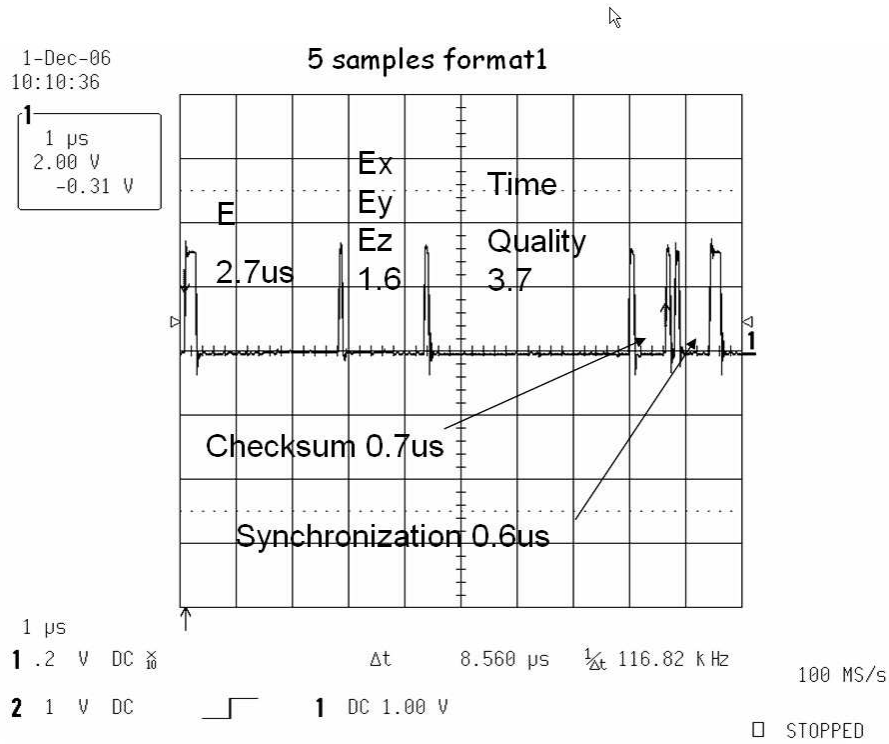 5 samples format1
1-Dec-06
10:10:36
1
1 µs
2.00 V
-0.31 V
E
2.7us
Ex
Ey
Ez
1.6
Time
Quality
3.7
1
Checksum 0.7us
Synchronization 0.6us
1 µs
1 .2 V DC ×10 Δt 8.560 µs 1/Δt 116.82 kHz
100 MS/s
2 1 V DC 1 DC 1.00 V
STOPPED